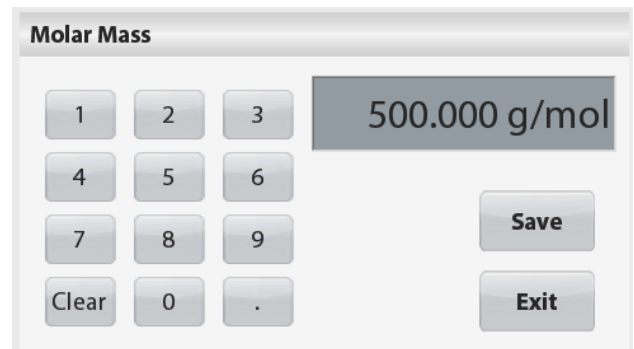 Molar Mass
1 2 3
500.000 g/mol
4 5 6
7 8 9
Clear 0 .
Save
Exit